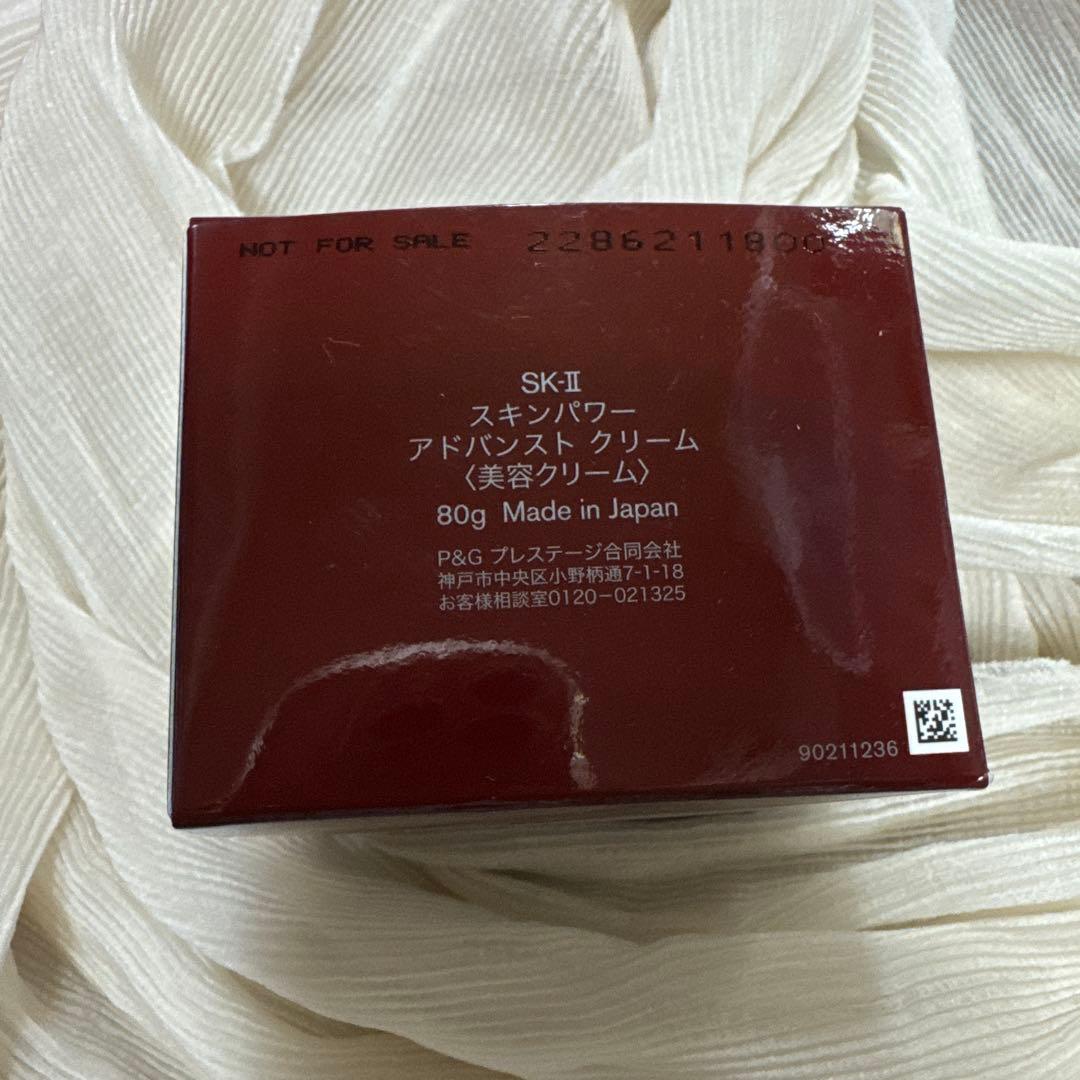 NOT FOR SALE 2286211800
SK-II
スキンパワー
アドバンスト クリーム
〈美容クリーム〉
80g Made in Japan
P&G プレステージ合同会社
神戸市中央区小野柄通7-1-18
お客様相談室0120-021325
90211236